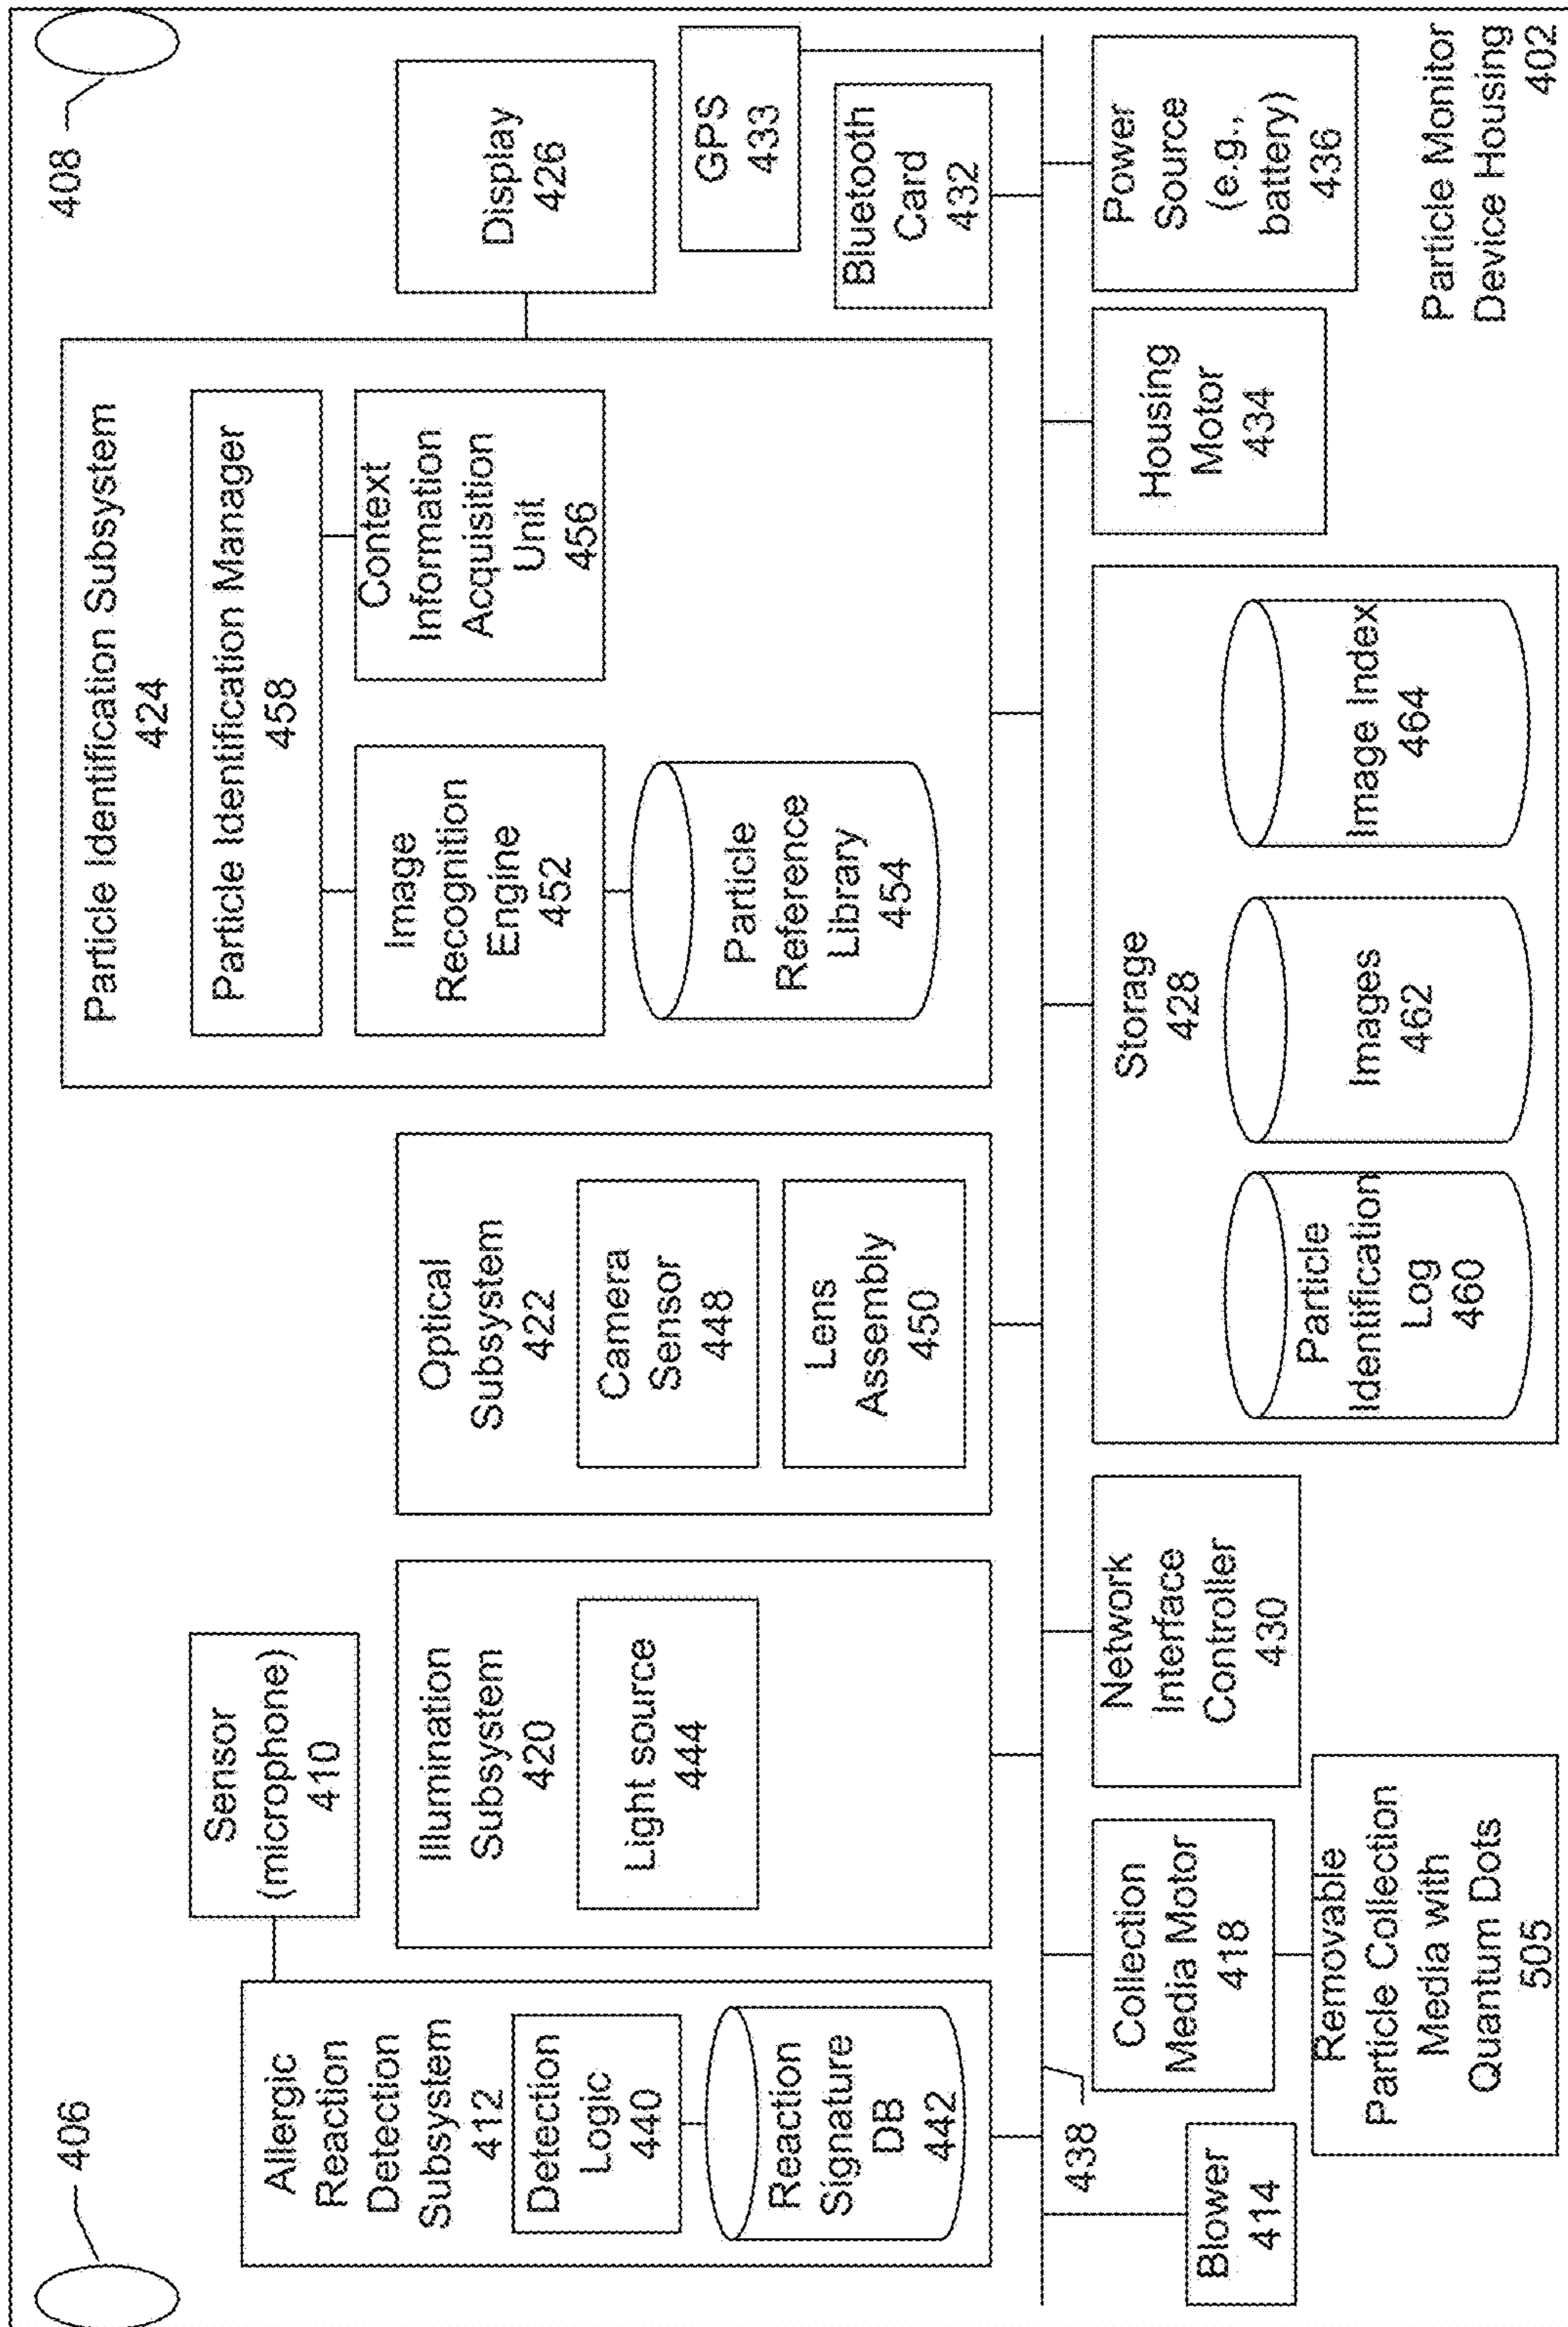 406
408
Sensor
(microphone)
410
Allergic
Reaction
Detection
Subsystem
412
Detection
Logic
440
Reaction
Signature
DB
442
Illumination
Subsystem
420
Light source
444
Optical
Subsystem
422
Camera
Sensor
448
Lens
Assembly
450
Particle Identification Subsystem
424
Particle Identification Manager
458
Image
Recognition
Engine
452
Context
Information
Acquisition
Unit
456
Particle
Reference
Library
454
Display
426
GPS
433
Bluetooth
Card
432
438
Blower
414
Collection
Media Motor
418
Removable
Particle Collection
Media with
Quantum Dots
505
Network
Interface
Controller
430
Storage
428
Particle
Identification
Log
460
Images
462
Image Index
464
Housing
Motor
434
Power
Source
(e.g.,
battery)
436
Particle Monitor
Device Housing
402